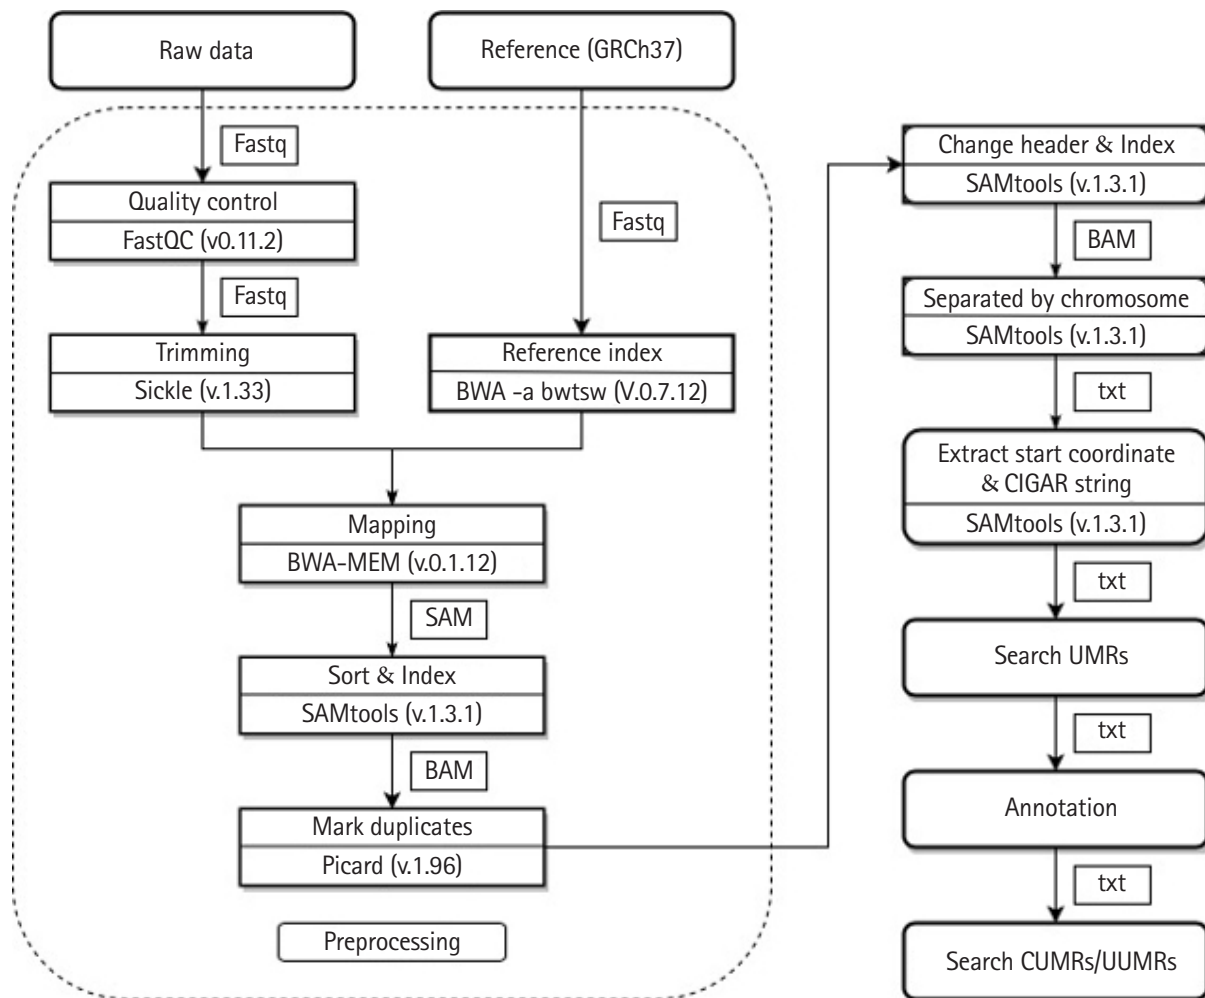 Raw data
Reference (GRCh37)
Fastq
Quality control
FastQC (v0.11.2)
Fastq
Fastq
Trimming
Sickle (v.1.33)
Reference index
BWA -a bwtsw (V.0.7.12)
Mapping
BWA-MEM (v.0.1.12)
SAM
Sort & Index
SAMtools (v.1.3.1)
BAM
Mark duplicates
Picard (v.1.96)
Preprocessing
Change header & Index
SAMtools (v.1.3.1)
BAM
Separated by chromosome
SAMtools (v.1.3.1)
txt
Extract start coordinate
& CIGAR string
SAMtools (v.1.3.1)
txt
Search UMRs
txt
Annotation
txt
Search CUMRs/UUMRs